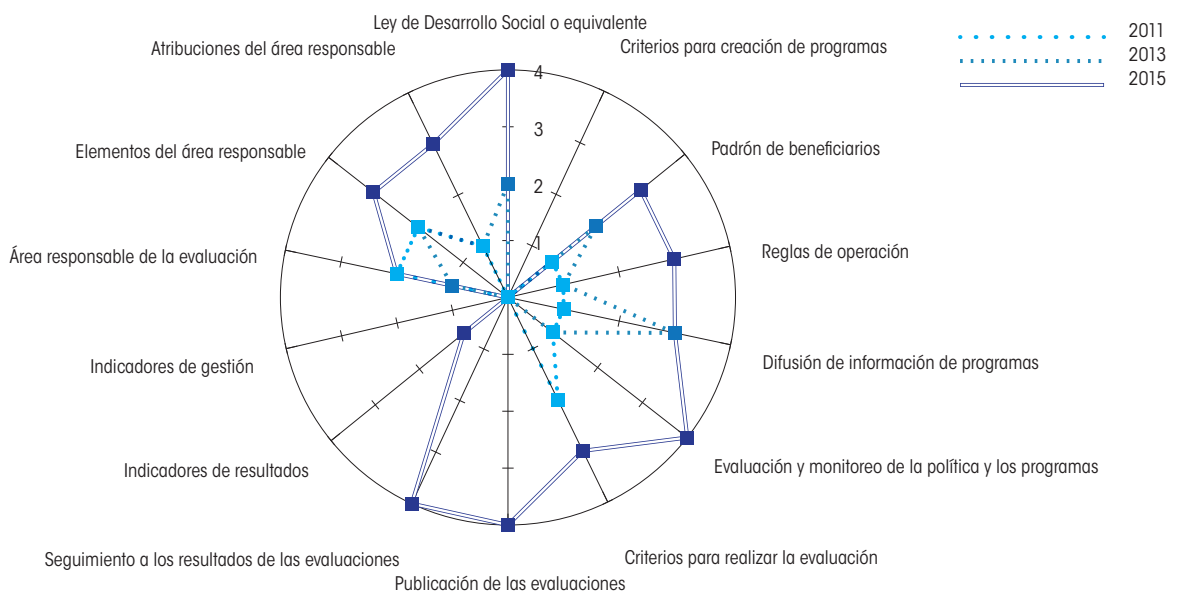 Ley de Desarrollo Social o equivalente
Criterios para creación de programas
Padrón de beneficiarios
Reglas de operación
Difusión de información de programas
Evaluación y monitoreo de la política y los programas
Criterios para realizar la evaluación
Publicación de las evaluaciones
Seguimiento a los resultados de las evaluaciones
Indicadores de resultados
Indicadores de gestión
Área responsable de la evaluación
Elementos del área responsable
Atribuciones del área responsable
4
3
2
1
2011
2013
2015